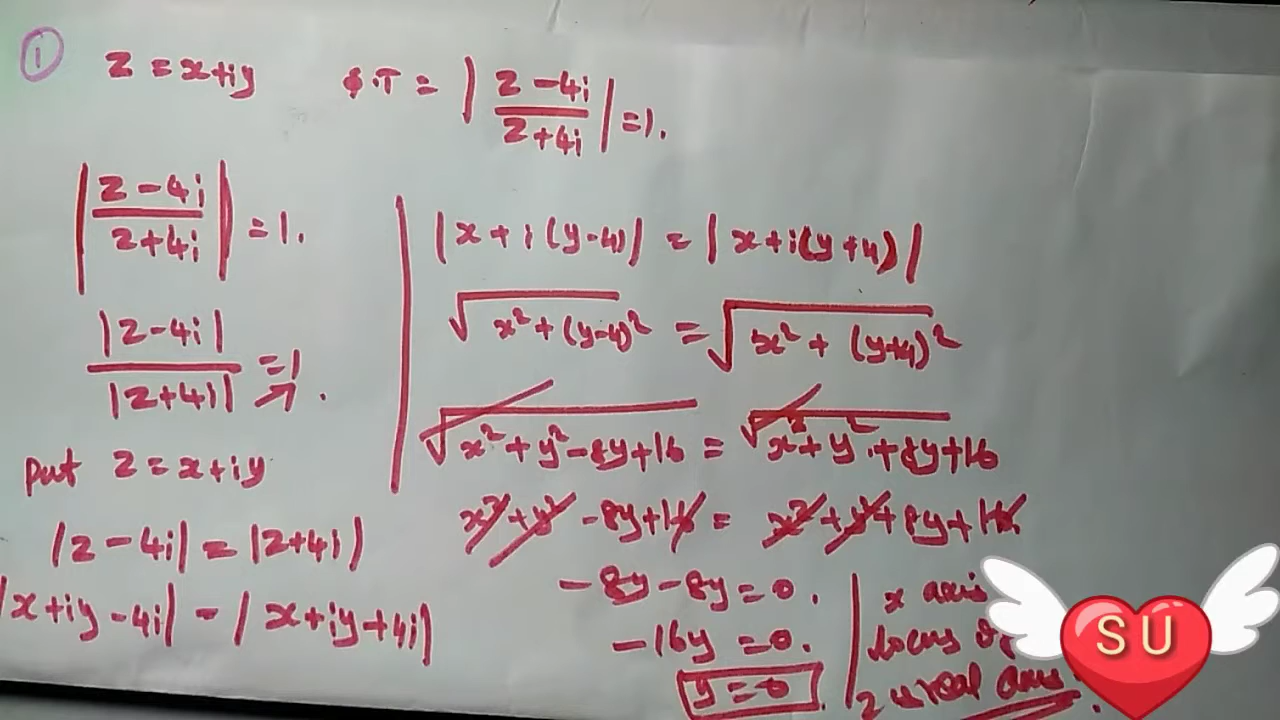 ①
z = x+iy S.T = |z-4i / z+4i| = 1.
|z-4i / z+4i| = 1.
|z-4i| / |z+4i| = 1
put z = x+iy
|z-4i| = |z+4i|
|x+iy-4i| = |x+iy+4i|
|x+i(y-4)| = |x+i(y+4)|
√x²+(y-4)² = √x²+(y+4)²
√x²+y²-8y+16 = √x²+y²+8y+16
x²+y²-8y+16 = x²+y²+8y+16
-8y-8y=0.
-16y=0.
y=0
x axis
locus
z is real axis.
SU